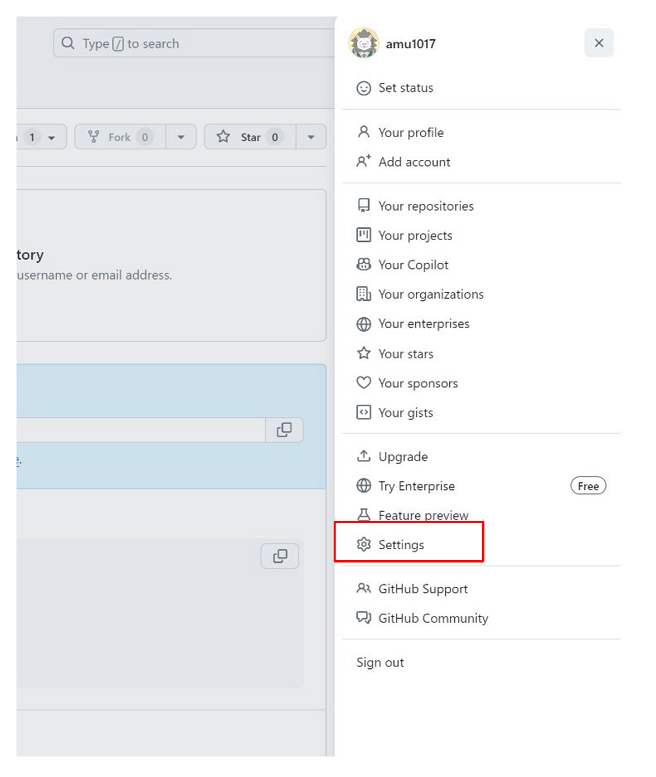 Type / to search
amu1017
Set status
1
Fork 0
Star 0
Your profile
Add account
Your repositories
Your projects
tory
username or email address.
Your Copilot
Your organizations
Your enterprises
Your stars
Your sponsors
Your gists
Upgrade
Try Enterprise Free
Feature preview
Settings
GitHub Support
GitHub Community
Sign out